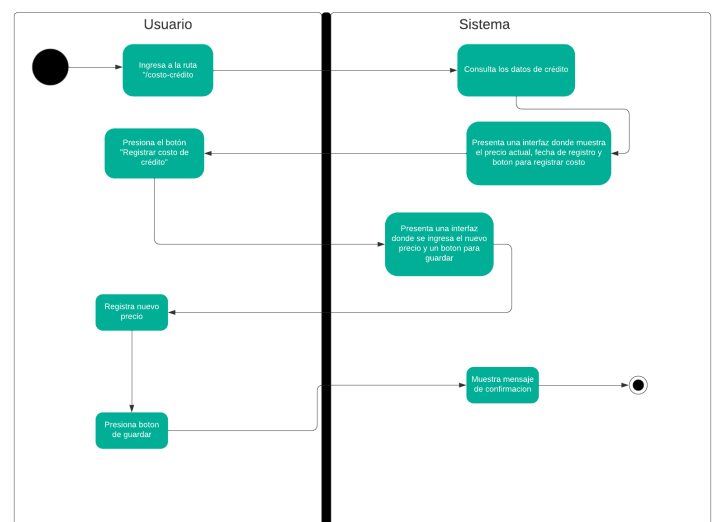 Usuario
Sistema
Ingresa a la ruta
"/costo-crédito
Consulta los datos de crédito
Presiona el botón
"Registrar costo de
crédito"
Presenta una interfaz donde muestra
el precio actual, fecha de registro y
boton para registrar costo
Presenta una interfaz
donde se ingresa el nuevo
precio y un boton para
guardar
Registra nuevo
precio
Muestra mensaje
de confirmacion
Presiona boton
de guardar